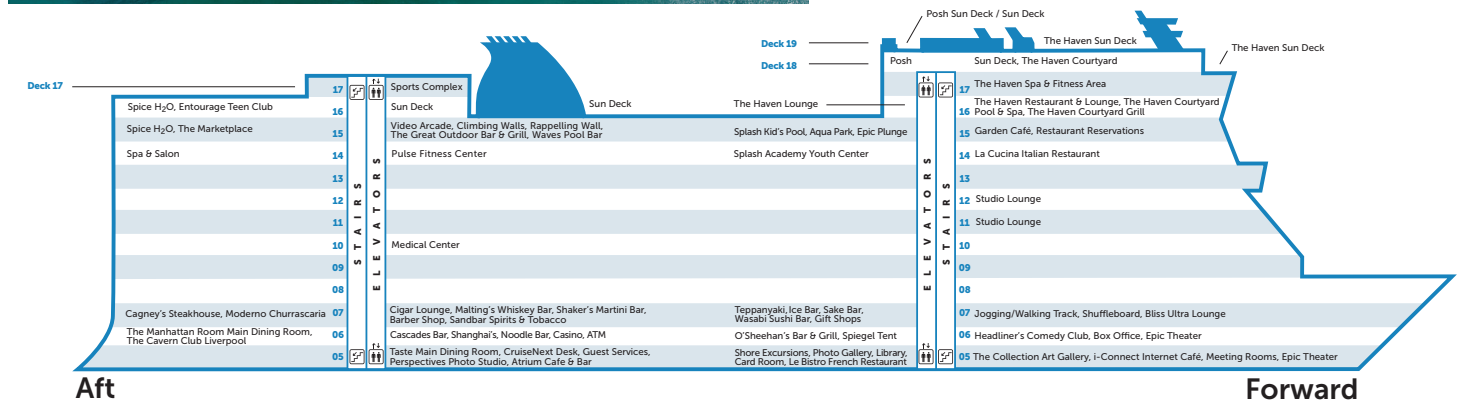 Posh Sun Deck / Sun Deck
Deck 19
The Haven Sun Deck
The Haven Sun Deck
Deck 18
Posh
Sun Deck, The Haven Courtyard
Deck 17
17
Sports Complex
17
The Haven Spa & Fitness Area
Spice H₂O, Entourage Teen Club
16
Sun Deck
Sun Deck
The Haven Lounge
16
The Haven Restaurant & Lounge, The Haven Courtyard
Pool & Spa, The Haven Courtyard Grill
Spice H₂O, The Marketplace
15
Video Arcade, Climbing Walls, Rappelling Wall,
The Great Outdoor Bar & Grill, Waves Pool Bar
Splash Kid's Pool, Aqua Park, Epic Plunge
15
Garden Café, Restaurant Reservations
Spa & Salon
14
Pulse Fitness Center
Splash Academy Youth Center
14
La Cucina Italian Restaurant
13
13
12
12
Studio Lounge
11
11
Studio Lounge
10
Medical Center
10
09
09
08
08
STAIRS
ELEVATORS
ELEVATORS
STAIRS
Cagney's Steakhouse, Moderno Churrascaria
07
Cigar Lounge, Malting's Whiskey Bar, Shaker's Martini Bar,
Barber Shop, Sandbar Spirits & Tobacco
Teppanyaki, Ice Bar, Sake Bar,
Wasabi Sushi Bar, Gift Shops
07
Jogging/Walking Track, Shuffleboard, Bliss Ultra Lounge
The Manhattan Room Main Dining Room,
The Cavern Club Liverpool
06
Cascades Bar, Shanghai's, Noodle Bar, Casino, ATM
O'Sheehan's Bar & Grill, Spiegel Tent
06
Headliner's Comedy Club, Box Office, Epic Theater
05
Taste Main Dining Room, CruiseNext Desk, Guest Services,
Perspectives Photo Studio, Atrium Cafe & Bar
Shore Excursions, Photo Gallery, Library,
Card Room, Le Bistro French Restaurant
05
The Collection Art Gallery, i-Connect Internet Café, Meeting Rooms, Epic Theater
Aft
Forward